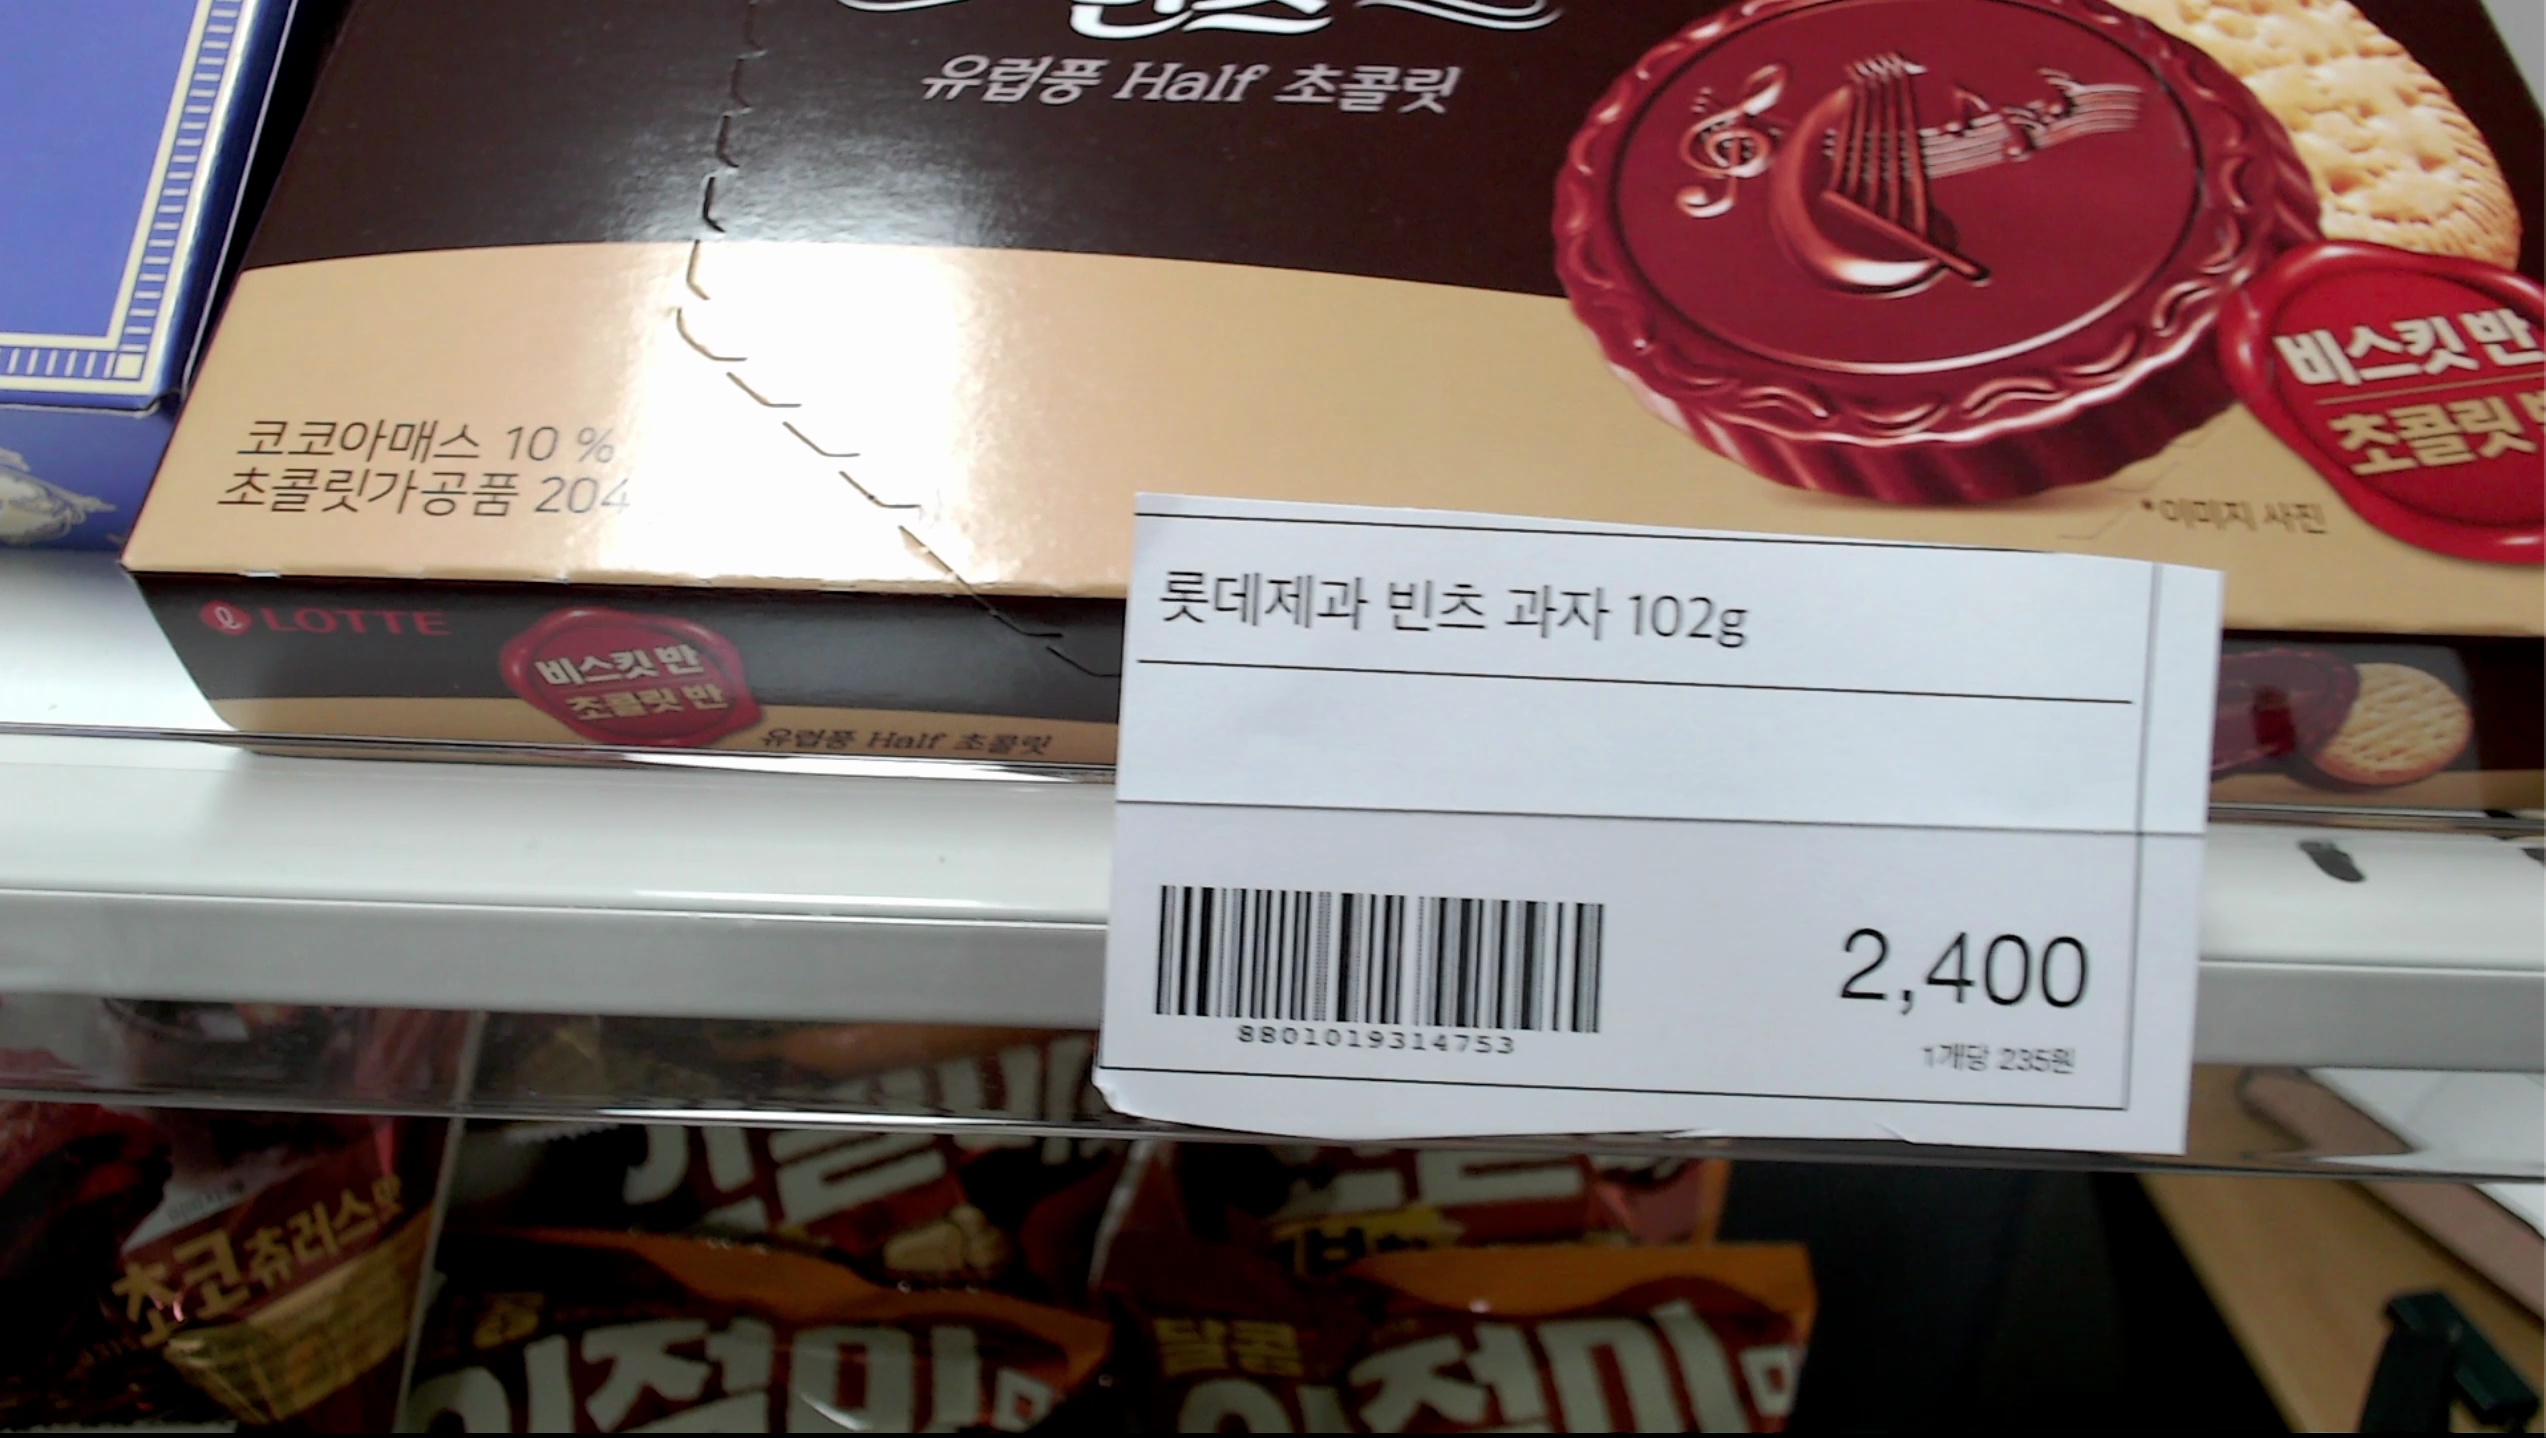 유럽풍 Half 초콜릿
비스킷 반
초콜릿
코코아매스 10 %
초콜릿가공품 204
*이미지 사진
LOTTE
비스킷 반
초콜릿 반
유럽풍 Half 초콜릿
롯데제과 빈츠 과자 102g
2,400
8801019314753
1개당 235원
초코츄러스맛
달콤